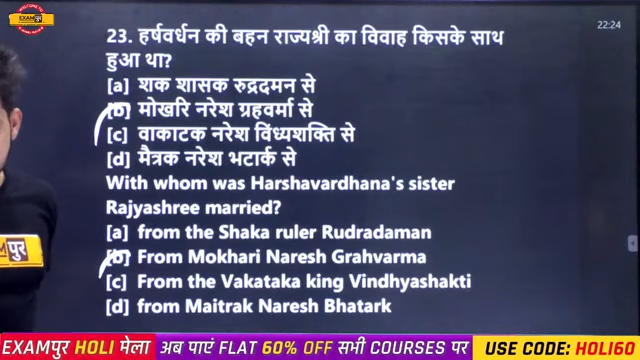 WELCOME TO
EXAMपुर
22:24
23. हर्षवर्धन की बहन राज्यश्री का विवाह किसके साथ
हुआ था?
[a] शक शासक रुद्रदमन से
[b] मोखरि नरेश ग्रहवर्मा से
[c] वाकाटक नरेश विंध्यशक्ति से
[d] मैत्रक नरेश भटार्क से
With whom was Harshavardhana's sister
Rajyashree married?
[a] from the Shaka ruler Rudradaman
[b] From Mokhari Naresh Grahvarma
[c] From the Vakataka king Vindhyashakti
[d] from Maitrak Naresh Bhatark
Mपुर
EXAMपुर HOLI मेला अब पाएं FLAT 60% OFF सभी COURSES पर USE CODE: HOLI60